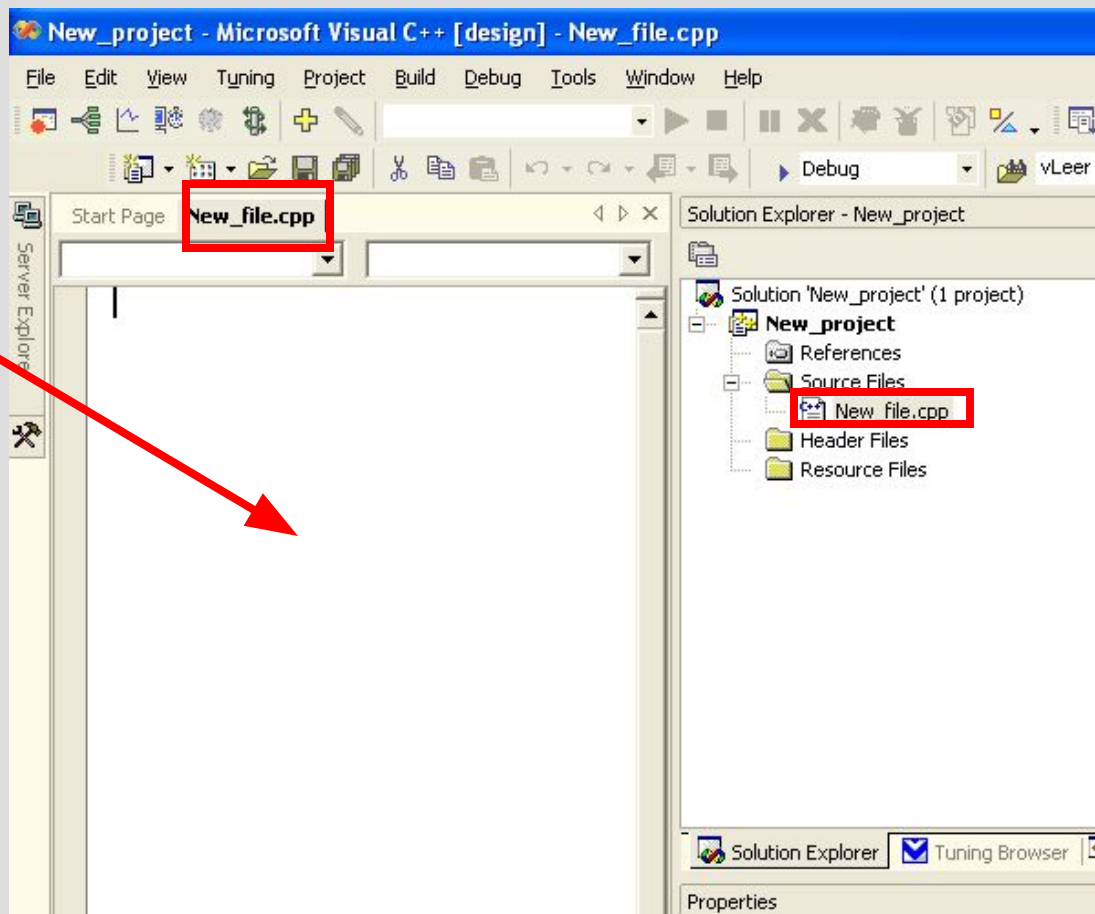 New_project - Microsoft Visual C++ [design] - New_file.cpp
File Edit View Tuning Project Build Debug Tools Window Help
Debug vLeer
Start Page New_file.cpp
Solution Explorer - New_project
Server Explore
Solution 'New_project' (1 project)
New_project
References
Source Files
New_file.cpp
Header Files
Resource Files
Solution Explorer Tuning Browser
Properties